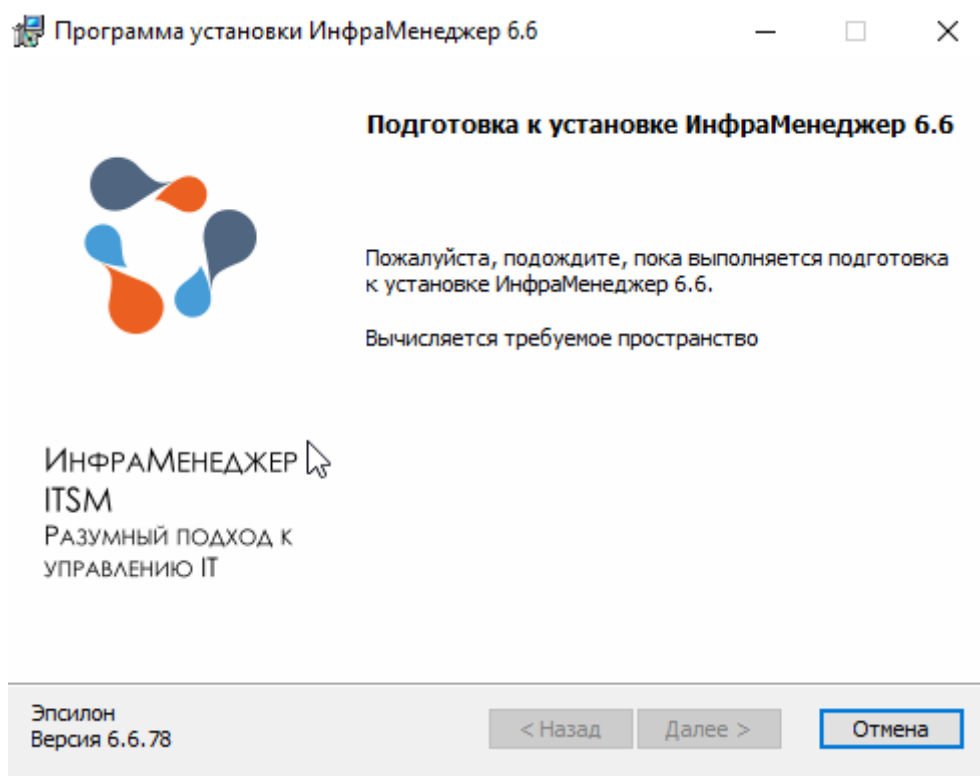 Программа установки ИнфраМенеджер 6.6
Подготовка к установке ИнфраМенеджер 6.6
Пожалуйста, подождите, пока выполняется подготовка
к установке ИнфраМенеджер 6.6.
Вычисляется требуемое пространство
ИнфраМенеджер
ITSM
Разумный подход к
управлению IT
Эпсилон
Версия 6.6.78
< Назад
Далее >
Отмена